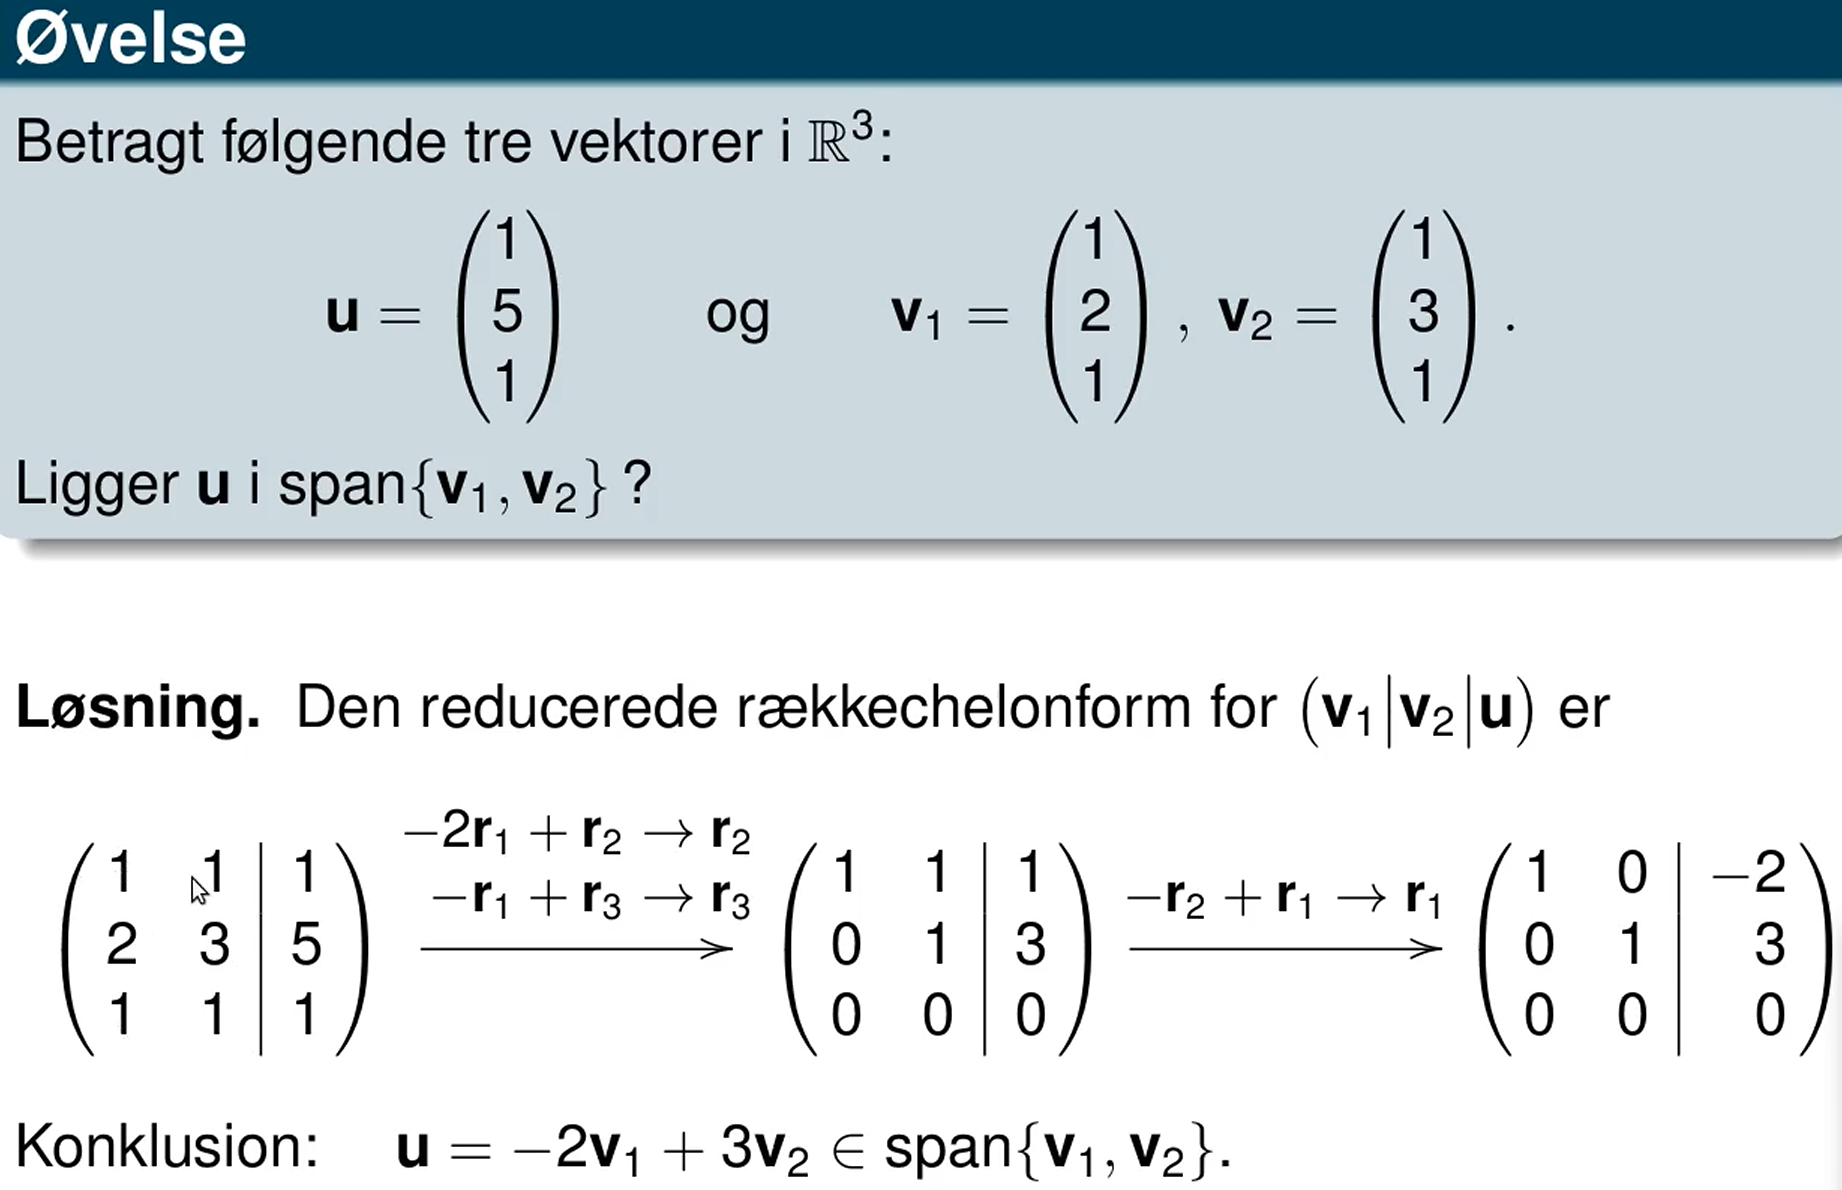 Øvelse
Betragt følgende tre vektorer i ℝ³:
u = (1 5 1) og v₁ = (1 2 1), v₂ = (1 3 1).
Ligger u i span{v₁, v₂} ?
Løsning. Den reducerede rækkechelonform for (v₁|v₂|u) er
−2r₁ + r₂ → r₂
1 1 | 1 −r₁ + r₃ → r₃ 1 1 | 1 −r₂ + r₁ → r₁ 1 0 | −2
2 3 | 5 0 1 | 3 0 1 | 3
1 1 | 1 0 0 | 0 0 0 | 0
Konklusion: u = −2v₁ + 3v₂ ∈ span{v₁, v₂}.